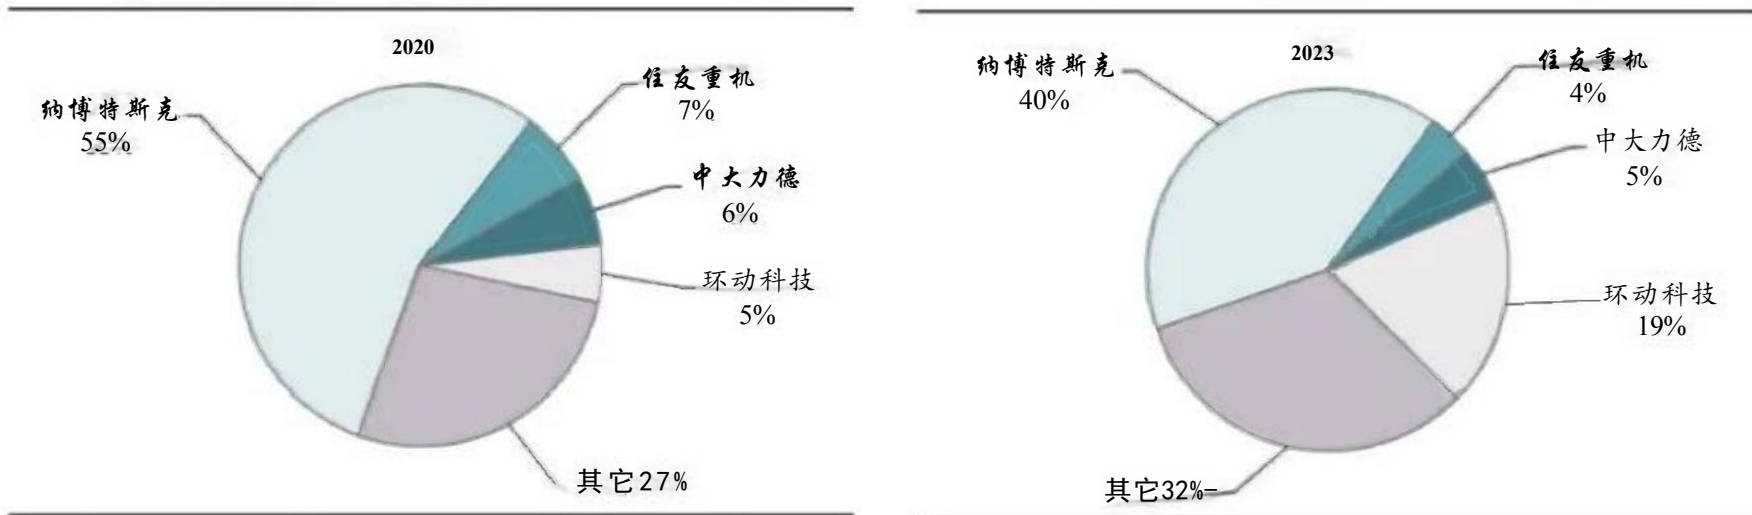 2020
住友重机
7%
纳博特斯克
55%
中大力德
6%
环动科技
5%
其它27%
2023
纳博特斯克
40%
住友重机
4%
中大力德
5%
环动科技
19%
其它32%